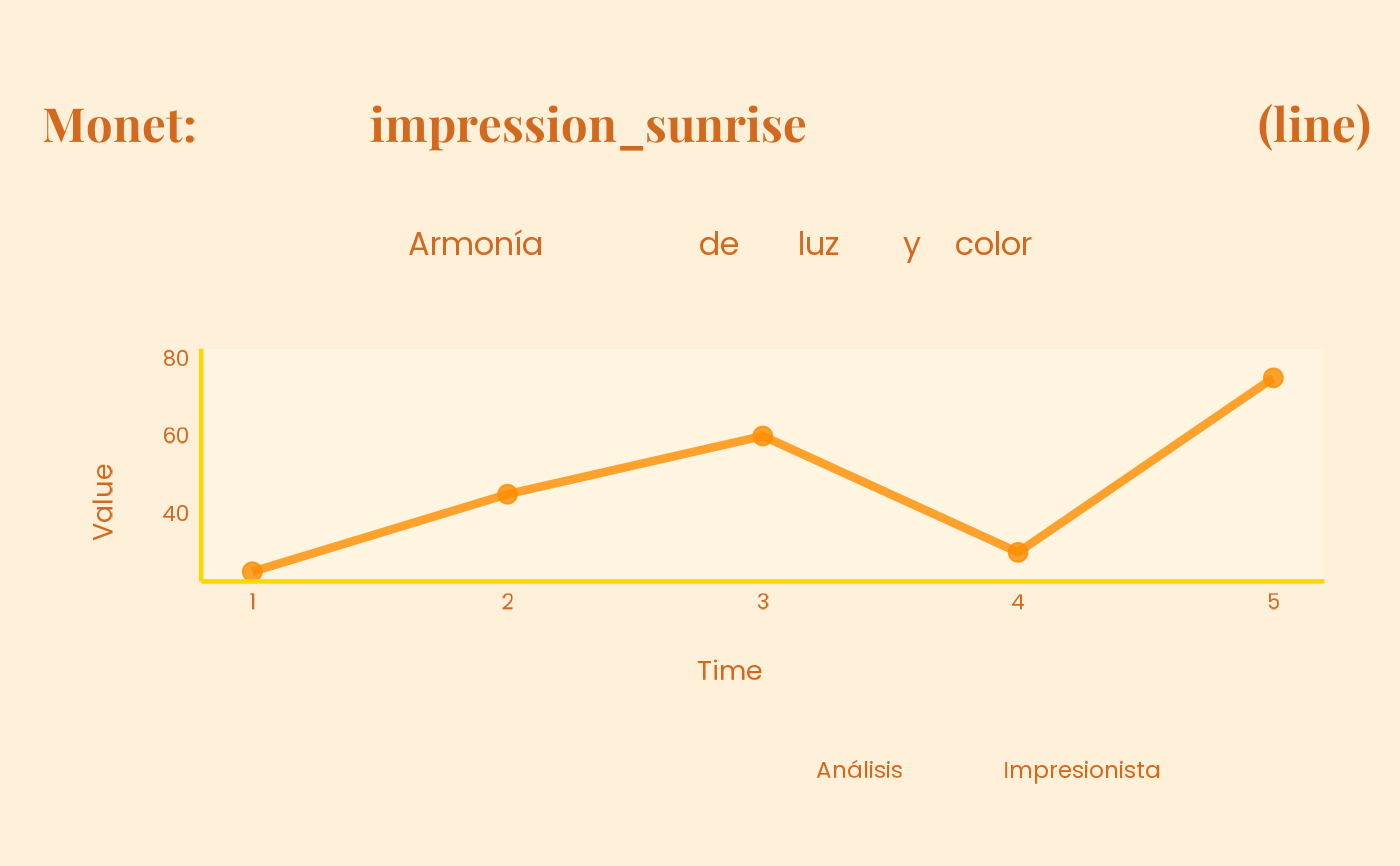 Monet: impression_sunrise (line)
Armonía de luz y color
80
60
40
Value
1 2 3 4 5
Time
Análisis Impresionista